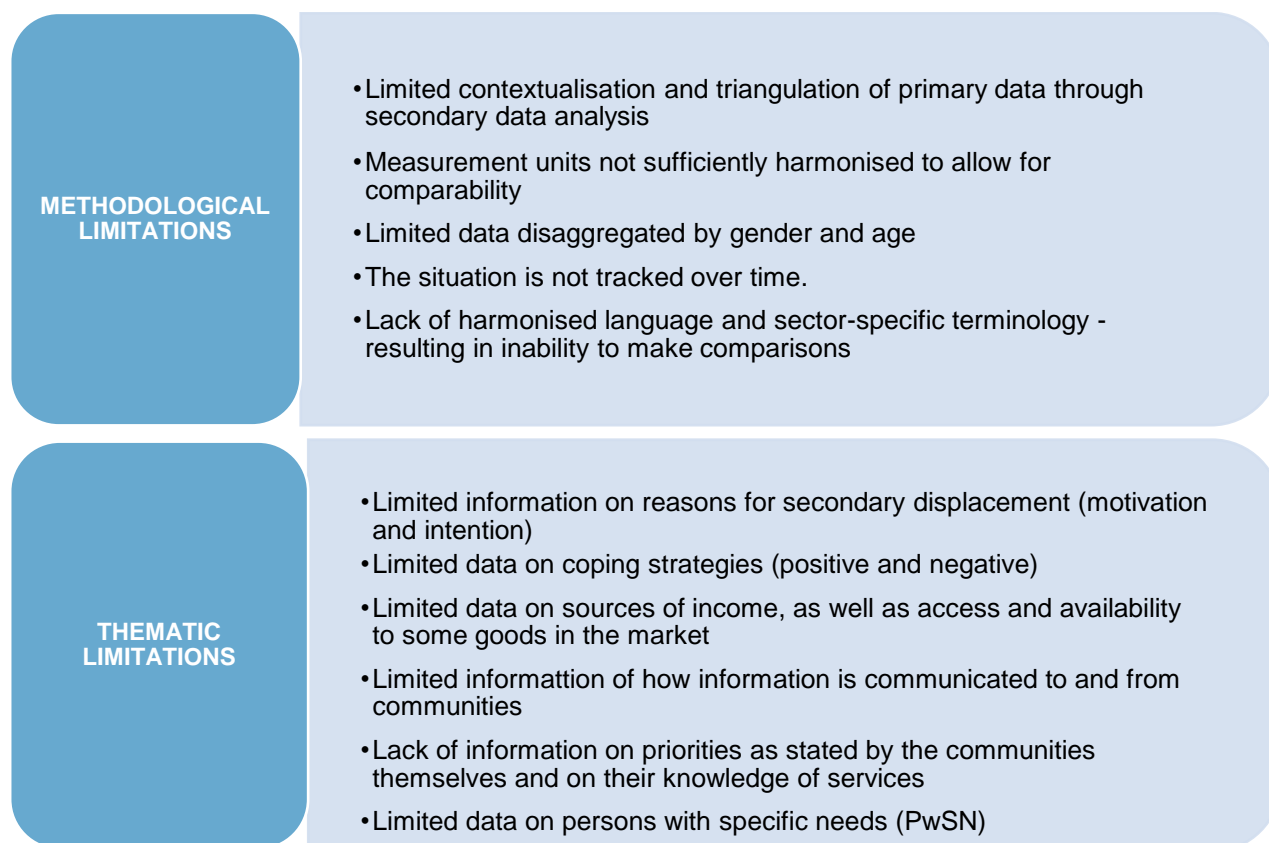 METHODOLOGICAL
LIMITATIONS
•Limited contextualisation and triangulation of primary data through
secondary data analysis
•Measurement units not sufficiently harmonised to allow for
comparability
•Limited data disaggregated by gender and age
•The situation is not tracked over time.
•Lack of harmonised language and sector-specific terminology -
resulting in inability to make comparisons
THEMATIC
LIMITATIONS
•Limited information on reasons for secondary displacement (motivation
and intention)
•Limited data on coping strategies (positive and negative)
•Limited data on sources of income, as well as access and availability
to some goods in the market
•Limited informattion of how information is communicated to and from
communities
•Lack of information on priorities as stated by the communities
themselves and on their knowledge of services
•Limited data on persons with specific needs (PwSN)